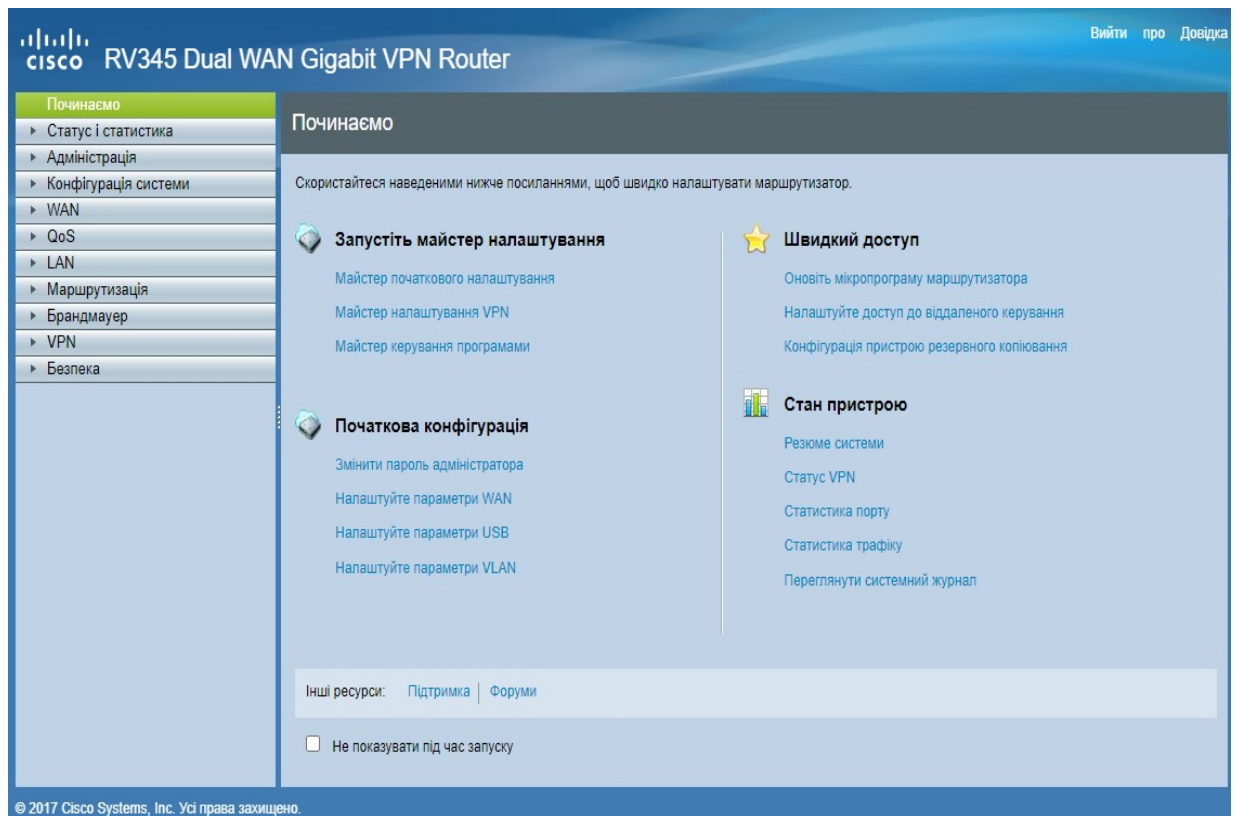 Вийти про Довідка
cisco RV345 Dual WAN Gigabit VPN Router
Починаємо
Статус і статистика
Адміністрація
Конфігурація системи
WAN
QoS
LAN
Маршрутизація
Брандмауер
VPN
Безпека
Починаємо
Скористайтеся наведеними нижче посиланнями, щоб швидко налаштувати маршрутизатор.
Запустіть майстер налаштування
Майстер початкового налаштування
Майстер налаштування VPN
Майстер керування програмами
Початкова конфігурація
Змінити пароль адміністратора
Налаштуйте параметри WAN
Налаштуйте параметри USB
Налаштуйте параметри VLAN
Швидкий доступ
Оновіть мікропрограму маршрутизатора
Налаштуйте доступ до віддаленого керування
Конфігурація пристрою резервного копіювання
Стан пристрою
Резюме системи
Статус VPN
Статистика порту
Статистика трафіку
Переглянути системний журнал
Інші ресурси: Підтримка Форуми
Не показувати під час запуску
© 2017 Cisco Systems, Inc. Усі права захищено.